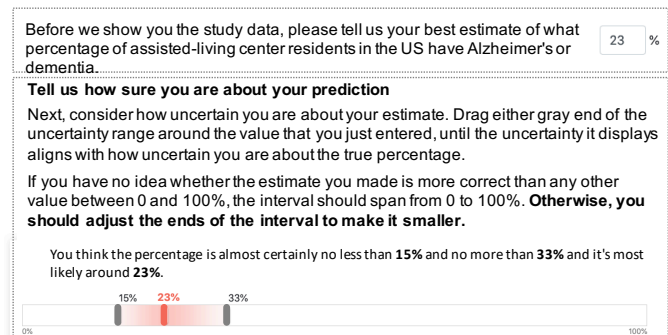 Before we show you the study data, please tell us your best estimate of what
percentage of assisted-living center residents in the US have Alzheimer's or
dementia.
23 %
Tell us how sure you are about your prediction
Next, consider how uncertain you are about your estimate. Drag either gray end of the
uncertainty range around the value that you just entered, until the uncertainty it displays
aligns with how uncertain you are about the true percentage.
If you have no idea whether the estimate you made is more correct than any other
value between 0 and 100%, the interval should span from 0 to 100%. Otherwise, you
should adjust the ends of the interval to make it smaller.
You think the percentage is almost certainly no less than 15% and no more than 33% and it's most
likely around 23%.
15% 23% 33%
0% 100%